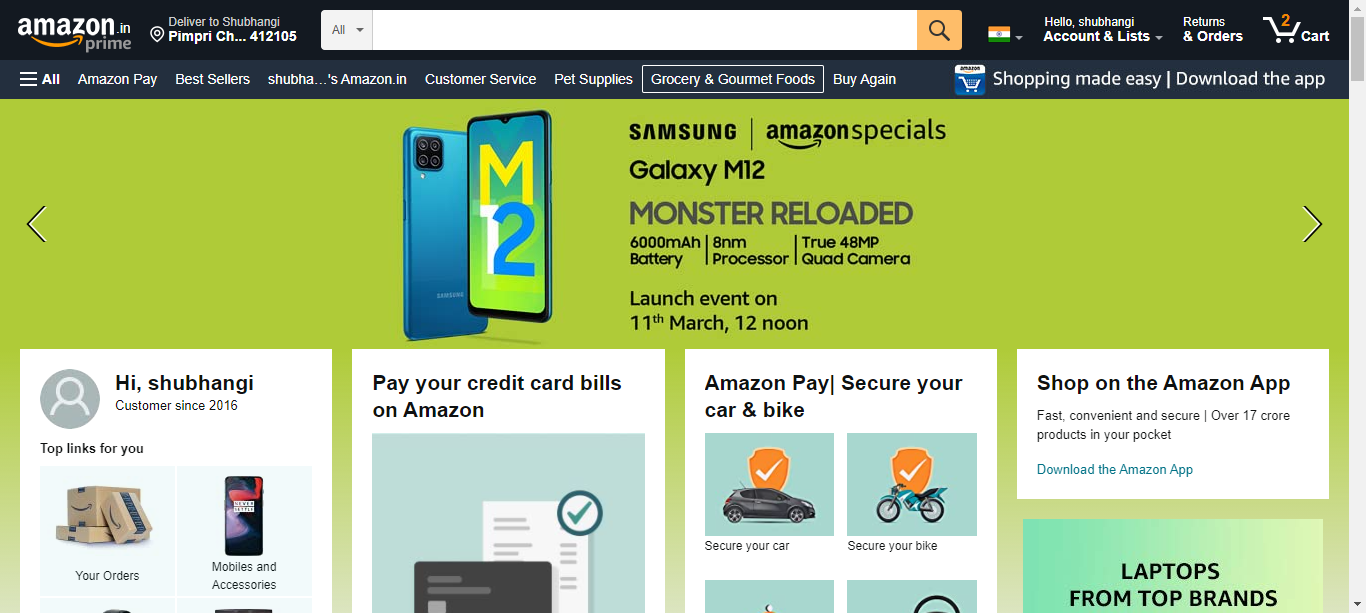 amazon.in
prime
Deliver to Shubhangi
Pimpri Ch... 412105
All
Hello, shubhangi
Account & Lists
Returns
& Orders
2
Cart
All
Amazon Pay
Best Sellers
shubha...'s Amazon.in
Customer Service
Pet Supplies
Grocery & Gourmet Foods
Buy Again
amazon
Shopping made easy | Download the app
M
12
SAMSUNG
SAMSUNG | amazonspecials
Galaxy M12
MONSTER RELOADED
6000mAh Battery | 8nm Processor | True 48MP Quad Camera
Launch event on
11th March, 12 noon
Hi, shubhangi
Customer since 2016
Top links for you
Your Orders
NEVER
SETTLE
Mobiles and
Accessories
Pay your credit card bills
on Amazon
Amazon Pay| Secure your
car & bike
Secure your car
Secure your bike
Shop on the Amazon App
Fast, convenient and secure | Over 17 crore
products in your pocket
Download the Amazon App
LAPTOPS
FROM TOP BRANDS